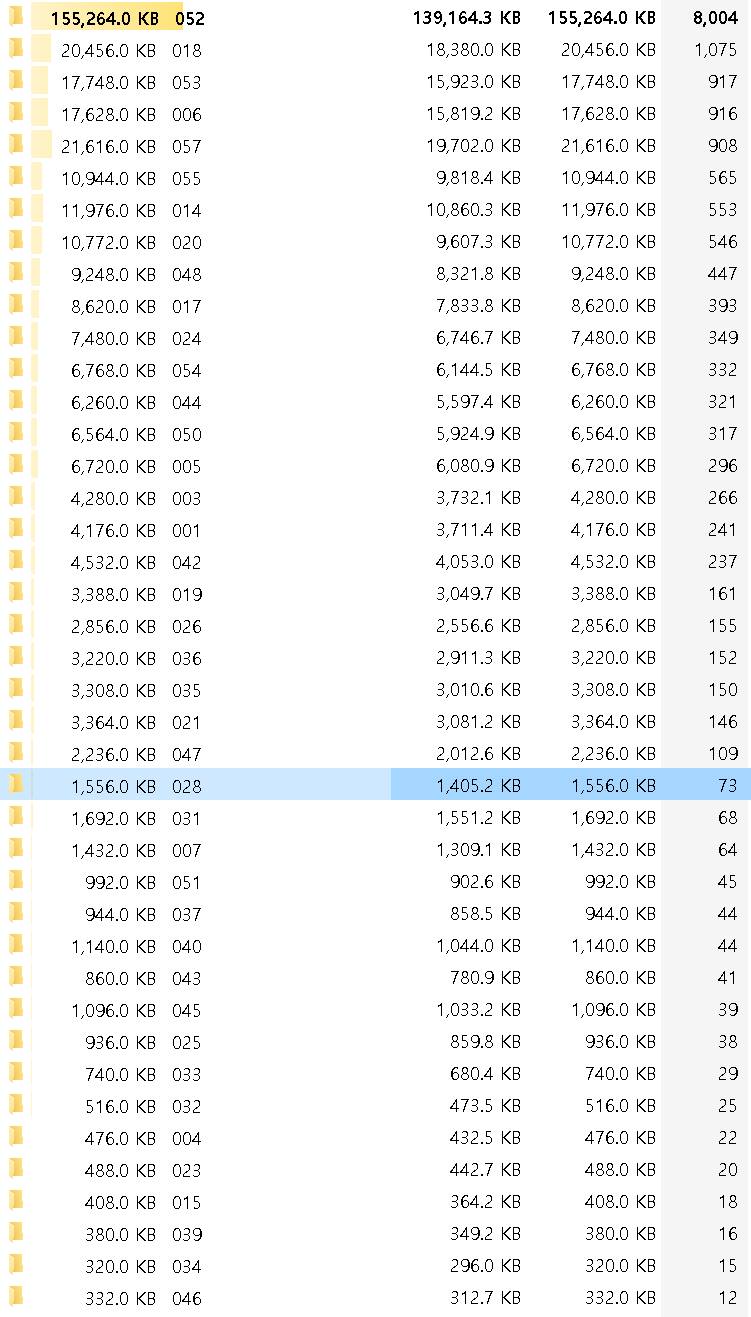 155,264.0 KB 052 139,164.3 KB 155,264.0 KB 8,004
20,456.0 KB 018 18,380.0 KB 20,456.0 KB 1,075
17,748.0 KB 053 15,923.0 KB 17,748.0 KB 917
17,628.0 KB 006 15,819.2 KB 17,628.0 KB 916
21,616.0 KB 057 19,702.0 KB 21,616.0 KB 908
10,944.0 KB 055 9,818.4 KB 10,944.0 KB 565
11,976.0 KB 014 10,860.3 KB 11,976.0 KB 553
10,772.0 KB 020 9,607.3 KB 10,772.0 KB 546
9,248.0 KB 048 8,321.8 KB 9,248.0 KB 447
8,620.0 KB 017 7,833.8 KB 8,620.0 KB 393
7,480.0 KB 024 6,746.7 KB 7,480.0 KB 349
6,768.0 KB 054 6,144.5 KB 6,768.0 KB 332
6,260.0 KB 044 5,597.4 KB 6,260.0 KB 321
6,564.0 KB 050 5,924.9 KB 6,564.0 KB 317
6,720.0 KB 005 6,080.9 KB 6,720.0 KB 296
4,280.0 KB 003 3,732.1 KB 4,280.0 KB 266
4,176.0 KB 001 3,711.4 KB 4,176.0 KB 241
4,532.0 KB 042 4,053.0 KB 4,532.0 KB 237
3,388.0 KB 019 3,049.7 KB 3,388.0 KB 161
2,856.0 KB 026 2,556.6 KB 2,856.0 KB 155
3,220.0 KB 036 2,911.3 KB 3,220.0 KB 152
3,308.0 KB 035 3,010.6 KB 3,308.0 KB 150
3,364.0 KB 021 3,081.2 KB 3,364.0 KB 146
2,236.0 KB 047 2,012.6 KB 2,236.0 KB 109
1,556.0 KB 028 1,405.2 KB 1,556.0 KB 73
1,692.0 KB 031 1,551.2 KB 1,692.0 KB 68
1,432.0 KB 007 1,309.1 KB 1,432.0 KB 64
992.0 KB 051 902.6 KB 992.0 KB 45
944.0 KB 037 858.5 KB 944.0 KB 44
1,140.0 KB 040 1,044.0 KB 1,140.0 KB 44
860.0 KB 043 780.9 KB 860.0 KB 41
1,096.0 KB 045 1,033.2 KB 1,096.0 KB 39
936.0 KB 025 859.8 KB 936.0 KB 38
740.0 KB 033 680.4 KB 740.0 KB 29
516.0 KB 032 473.5 KB 516.0 KB 25
476.0 KB 004 432.5 KB 476.0 KB 22
488.0 KB 023 442.7 KB 488.0 KB 20
408.0 KB 015 364.2 KB 408.0 KB 18
380.0 KB 039 349.2 KB 380.0 KB 16
320.0 KB 034 296.0 KB 320.0 KB 15
332.0 KB 046 312.7 KB 332.0 KB 12